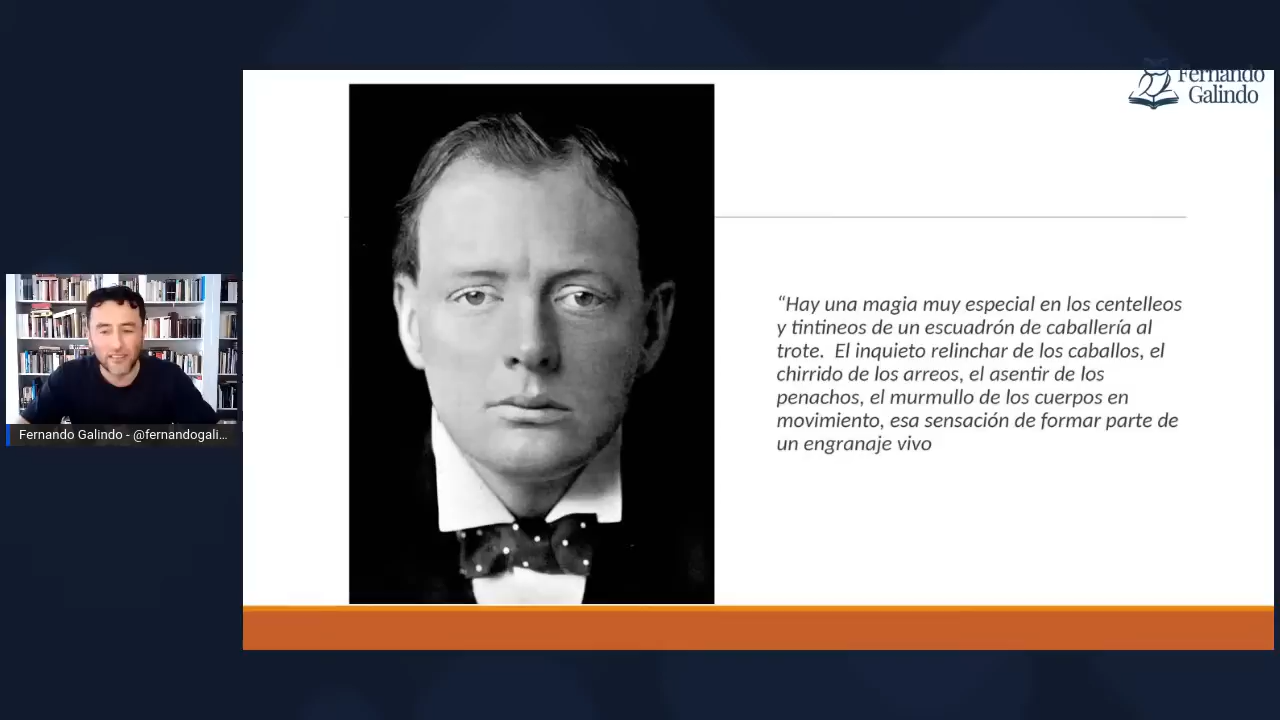 Fernando
Galindo
“Hay una magia muy especial en los centelleos
y tintineos de un escuadrón de caballería al
trote.  El inquieto relinchar de los caballos, el
chirrido de los arreos, el asentir de los
penachos, el murmullo de los cuerpos en
movimiento, esa sensación de formar parte de
un engranaje vivo
Fernando Galindo - @fernandogali...